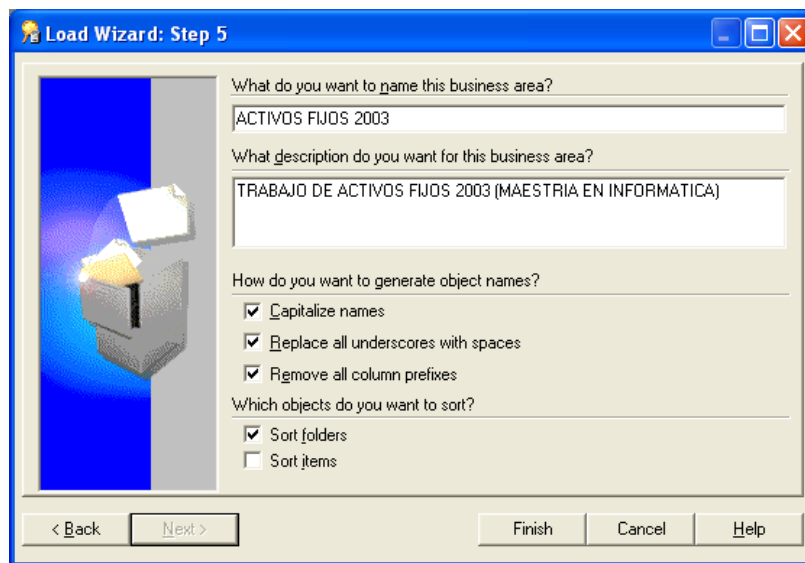 Load Wizard: Step 5
What do you want to name this business area?
ACTIVOS FIJOS 2003
What description do you want for this business area?
TRABAJO DE ACTIVOS FIJOS 2003 (MAESTRIA EN INFORMATICA)
How do you want to generate object names?
Capitalize names
Replace all underscores with spaces
Remove all column prefixes
Which objects do you want to sort?
Sort folders
Sort items
< Back Next > Finish Cancel Help